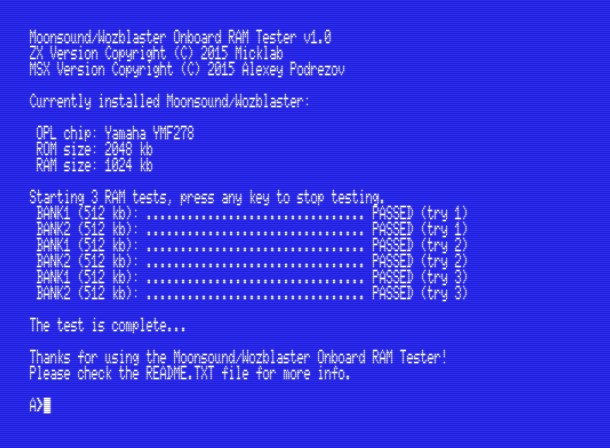 Moonsound/Wozblaster Onboard RAM Tester v1.0
ZX Version Copyright (C) 2015 Micklab
MSX Version Copyright (C) 2015 Alexey Podrezov
Currently installed Moonsound/Wozblaster:
OPL chip: Yamaha YMF278
ROM size: 2048 kb
RAM size: 1024 kb
Starting 3 RAM tests, press any key to stop testing.
BANK1 (512 kb): ................................ PASSED (try 1)
BANK2 (512 kb): ................................ PASSED (try 1)
BANK1 (512 kb): ................................ PASSED (try 2)
BANK2 (512 kb): ................................ PASSED (try 2)
BANK1 (512 kb): ................................ PASSED (try 3)
BANK2 (512 kb): ................................ PASSED (try 3)
The test is complete...
Thanks for using the Moonsound/Wozblaster Onboard RAM Tester!
Please check the README.TXT file for more info.
A>